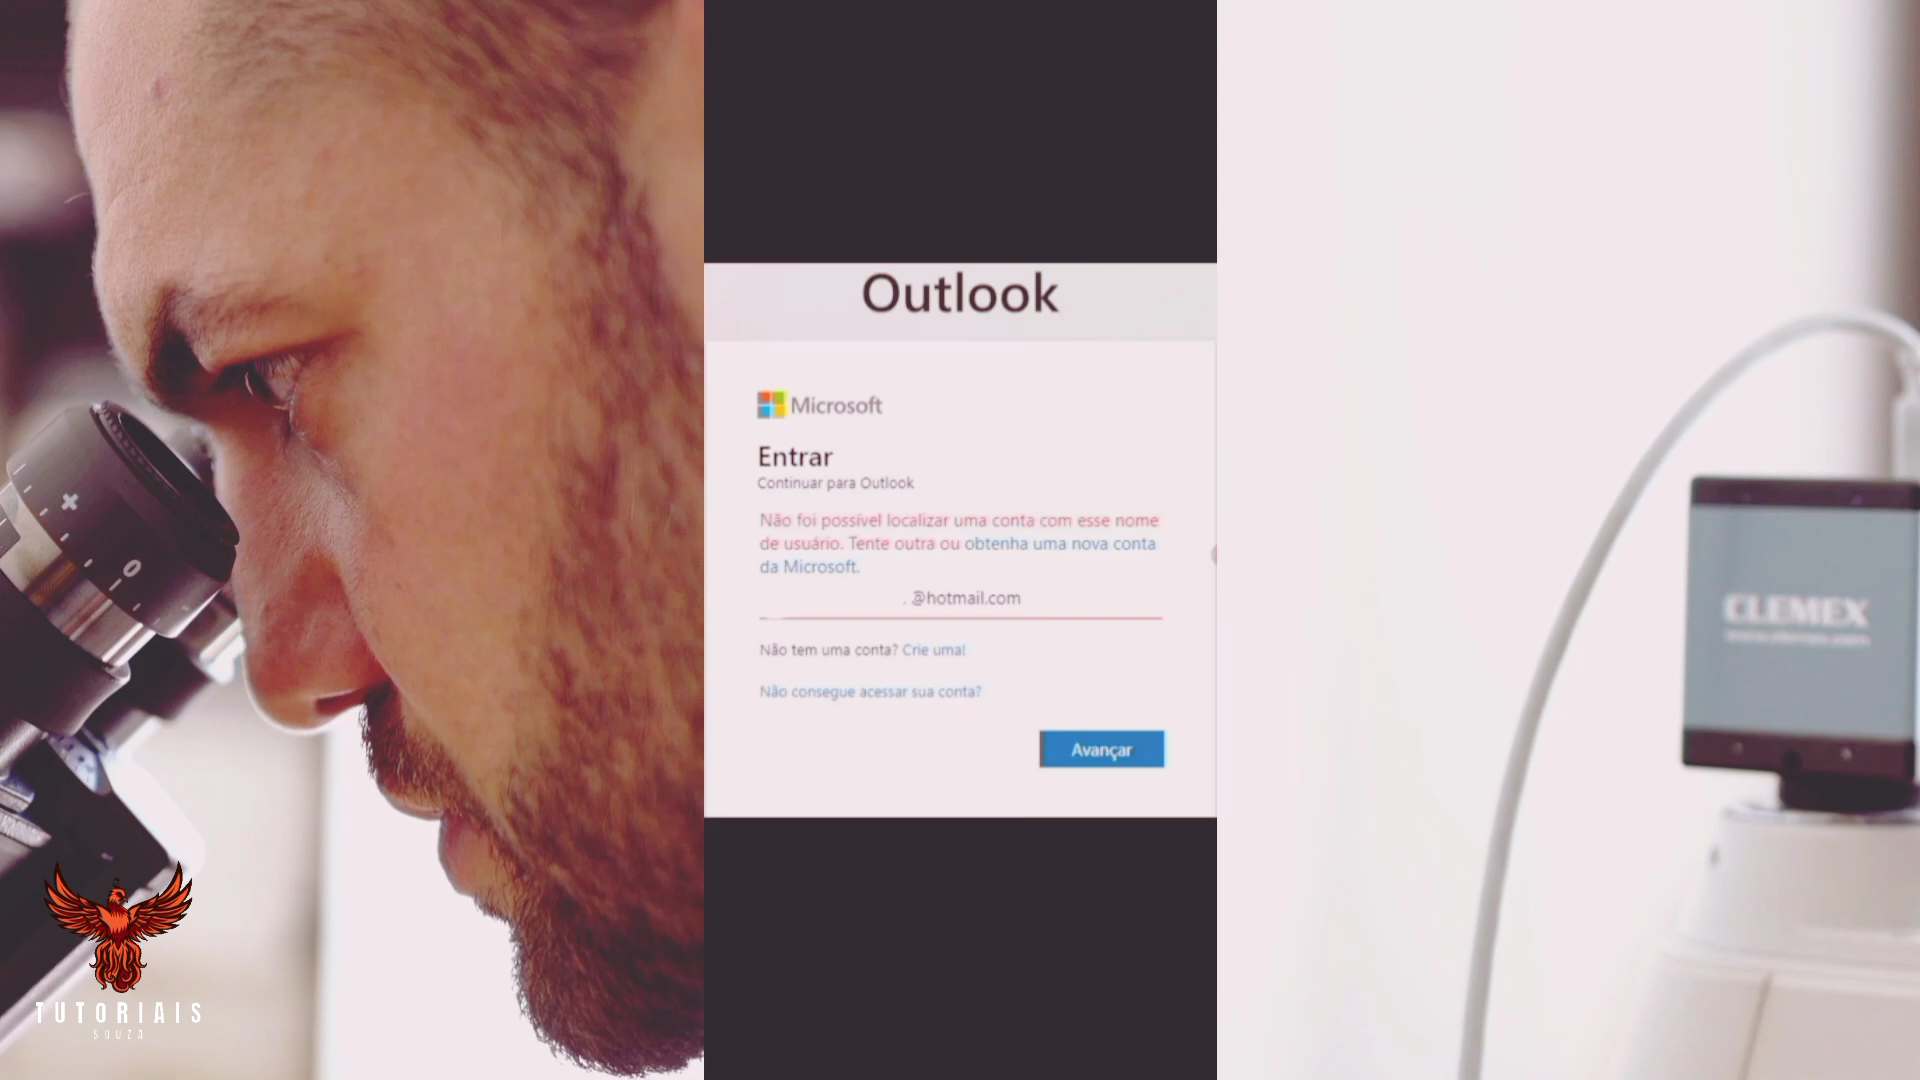 Outlook
Microsoft
Entrar
Continuar para Outlook
Não foi possível localizar uma conta com esse nome
de usuário. Tente outra ou obtenha uma nova conta
da Microsoft.
. @hotmail.com
Não tem uma conta? Crie uma!
Não consegue acessar sua conta?
Avançar
CLEMEX
0
TUTORIAIS
SOUZA